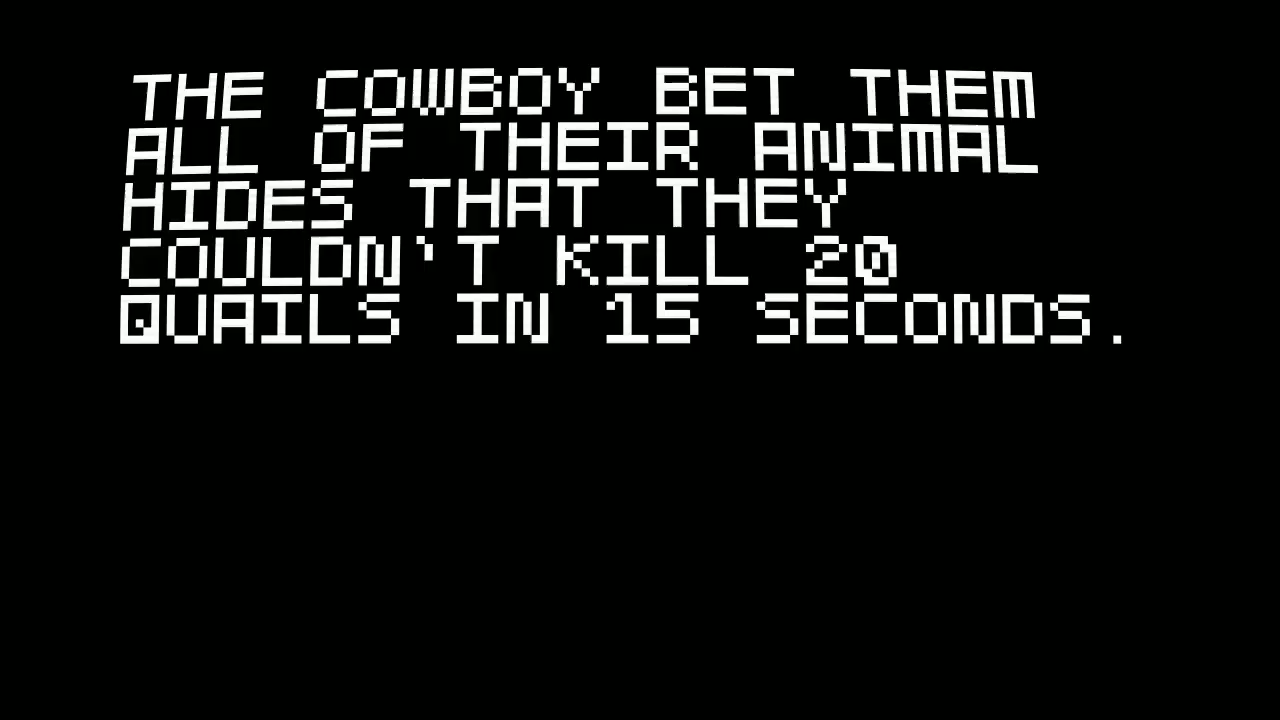 THE COWBOY BET THEM
ALL OF THEIR ANIMAL
HIDES THAT THEY
COULDN'T KILL 20
QUAILS IN 15 SECONDS.